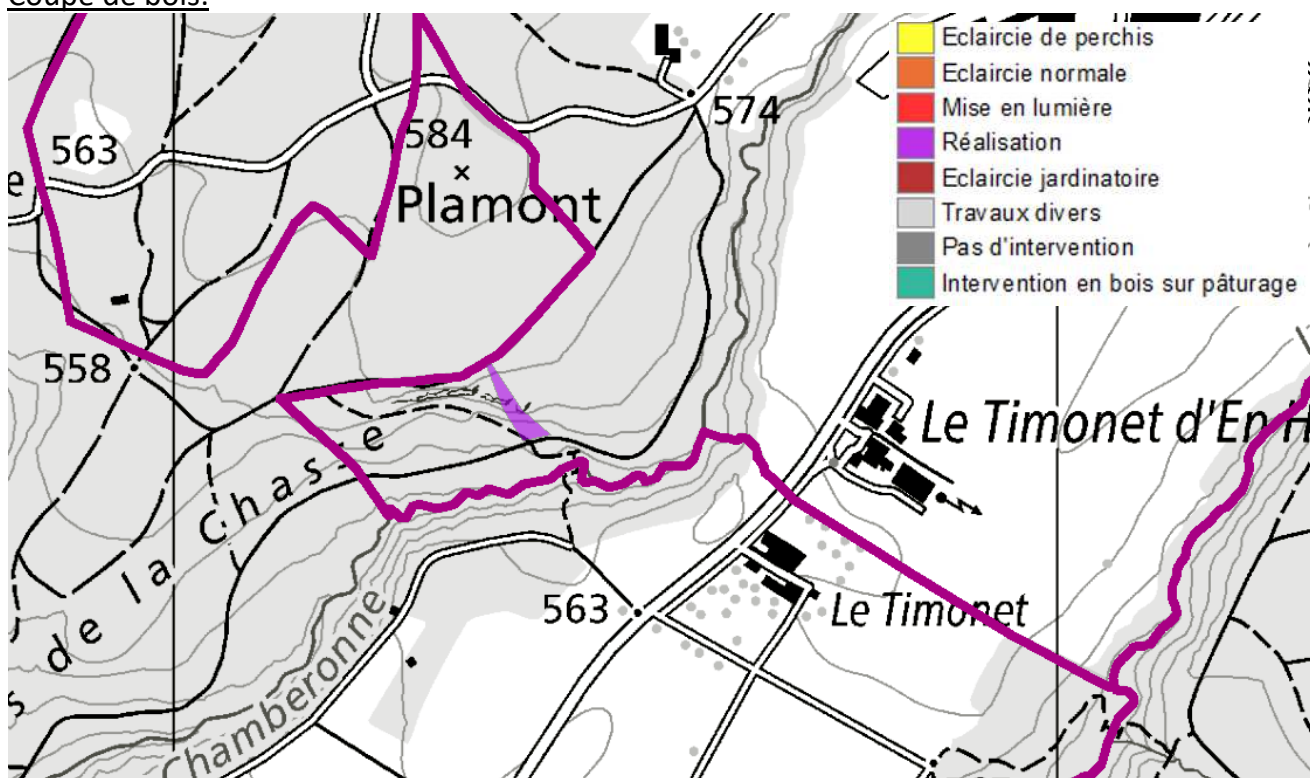 Coupe de bois:
Eclaircie de perchis
Eclaircie normale
Mise en lumière
Réalisation
Eclaircie jardinatoire
Travaux divers
Pas d'intervention
Intervention en bois sur pâturage
574
584
563
e
Plamont
558
Le Timonet d'En H
s de la Chasse
563
Le Timonet
Chamberonne